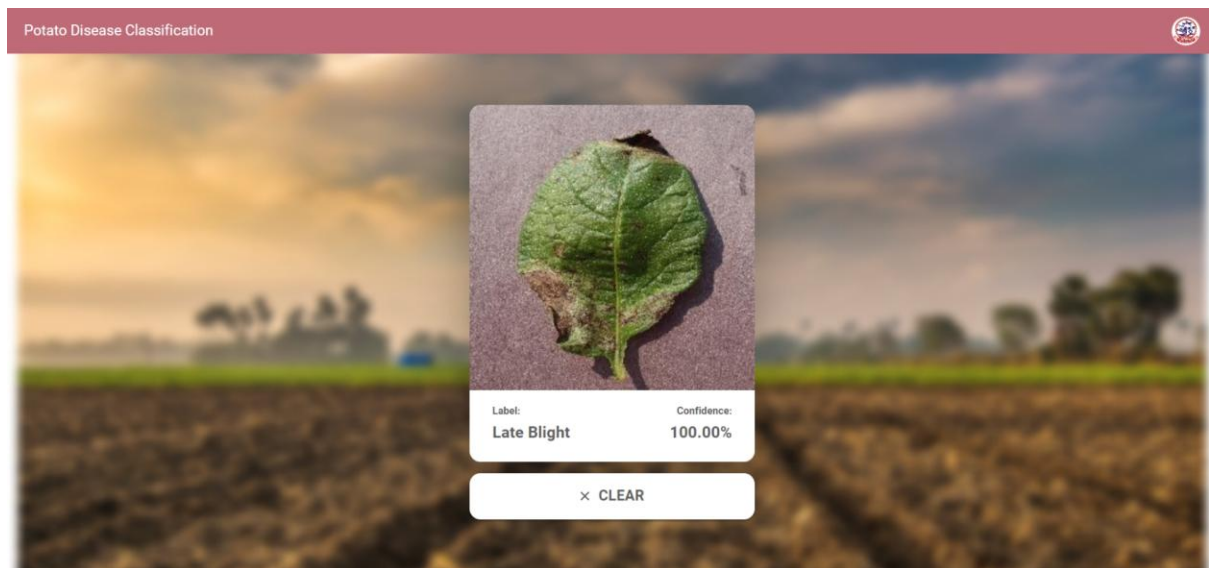 Potato Disease Classification
Label:
Confidence:
Late Blight
100.00%
× CLEAR